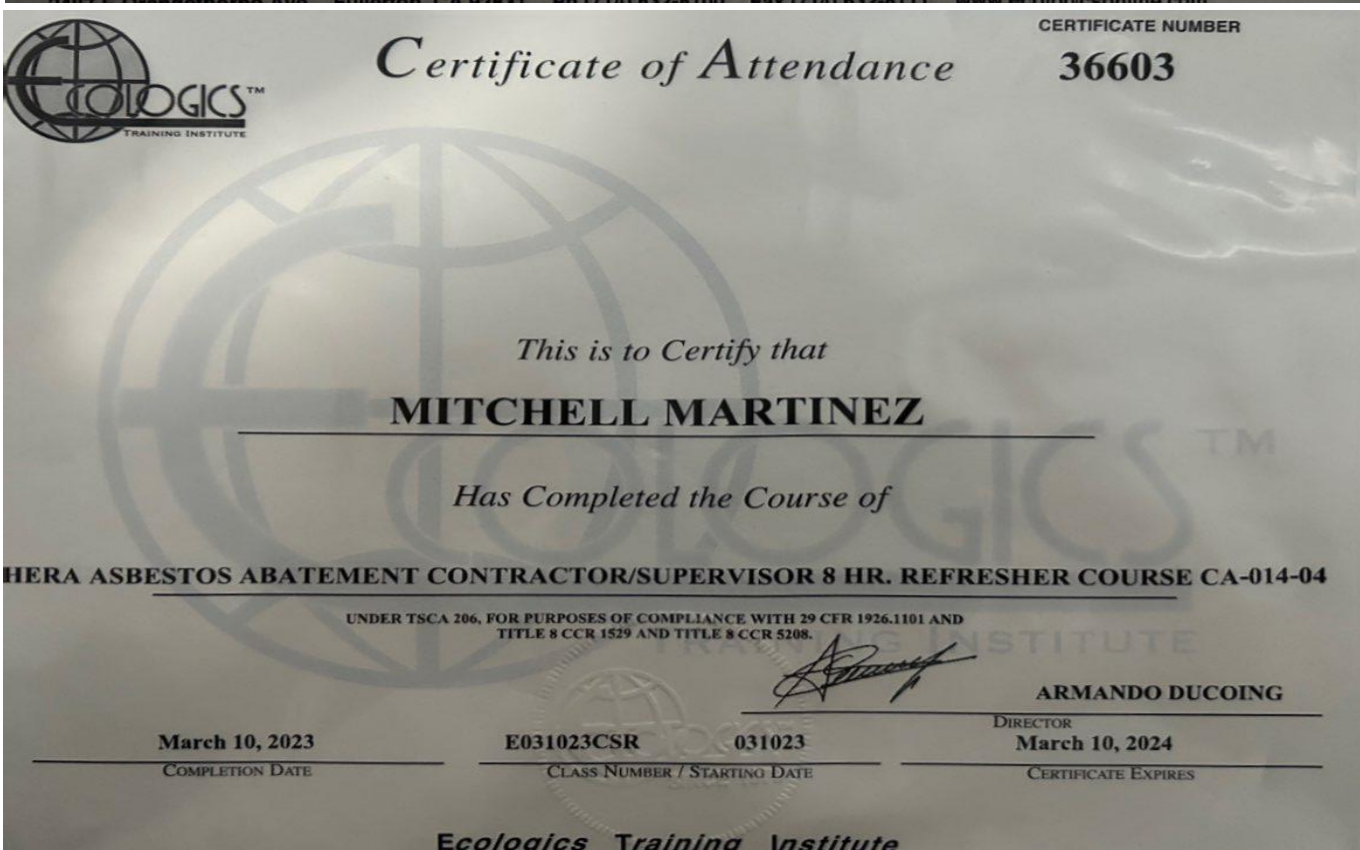 CERTIFICATE NUMBER
36603
Certificate of Attendance
ECOLOGICS™
TRAINING INSTITUTE
This is to Certify that
MITCHELL MARTINEZ
Has Completed the Course of
HERA ASBESTOS ABATEMENT CONTRACTOR/SUPERVISOR 8 HR. REFRESHER COURSE CA-014-04
UNDER TSCA 206, FOR PURPOSES OF COMPLIANCE WITH 29 CFR 1926.1101 AND
TITLE 8 CCR 1529 AND TITLE 8 CCR 5208.
ECOLOGICS™
TRAINING INSTITUTE
ARMANDO DUCOING
DIRECTOR
March 10, 2023 E031023CSR 031023 March 10, 2024
COMPLETION DATE CLASS NUMBER / STARTING DATE CERTIFICATE EXPIRES
Ecologics Training Institute